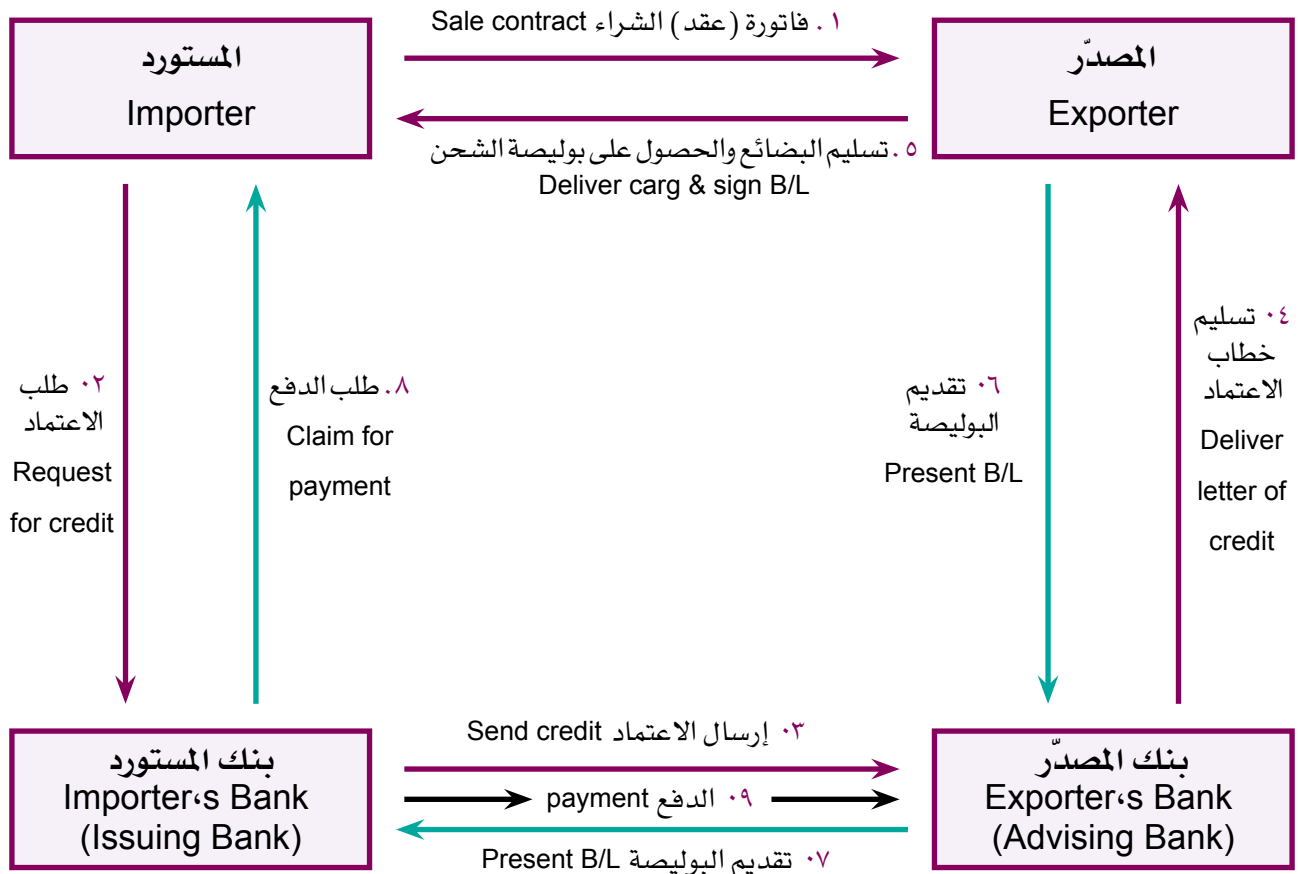 ١. فاتورة (عقد) الشراء Sale contract
المستورد
Importer
المصدّر
Exporter
٥. تسليم البضائع والحصول على بوليصة الشحن
Deliver carg & sign B/L
٠٢ طلب
الاعتماد
Request
for credit
٨. طلب الدفع
Claim for
payment
٠٦ تقديم
البوليصة
Present B/L
٠٤ تسليم
خطاب
الاعتماد
Deliver
letter of
credit
٠٣ إرسال الاعتماد Send credit
بنك المستورد
Importer،s Bank
(Issuing Bank)
٠٩ الدفع payment
بنك المصدّر
Exporter،s Bank
(Advising Bank)
٠٧ تقديم البوليصة Present B/L